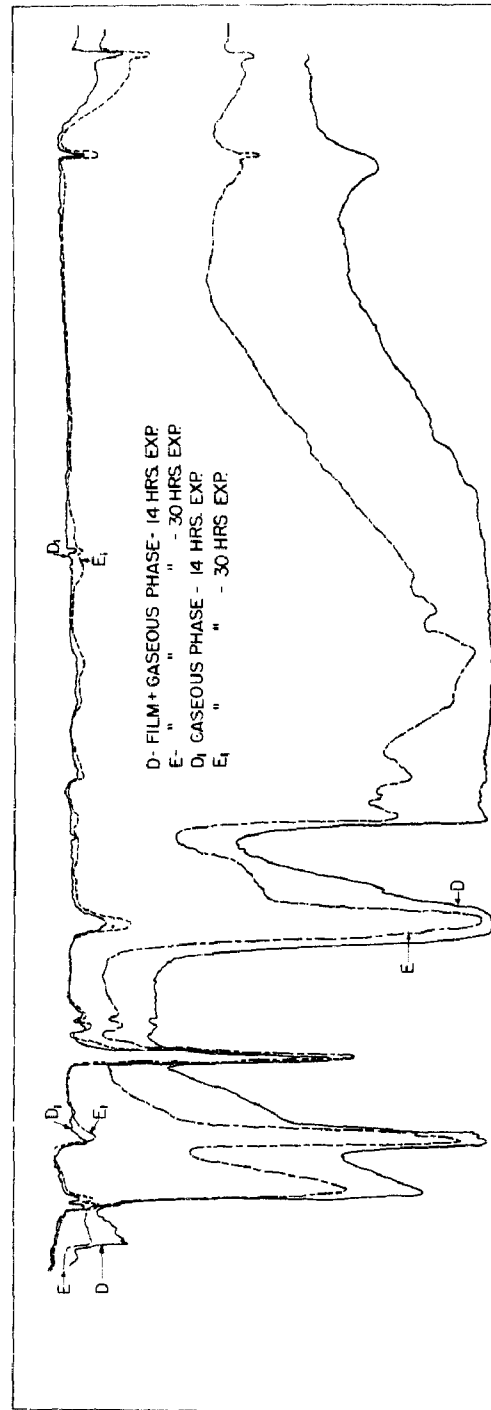 D- FILM + GASEOUS PHASE - 14 HRS. EXP.
E- " " " - 30 HRS. EXP.
D₁ GASEOUS PHASE - 14 HRS. EXP.
E₁ " " - 30 HRS EXP.
D₁
E₁
D₁
E₁
E
D
E
D